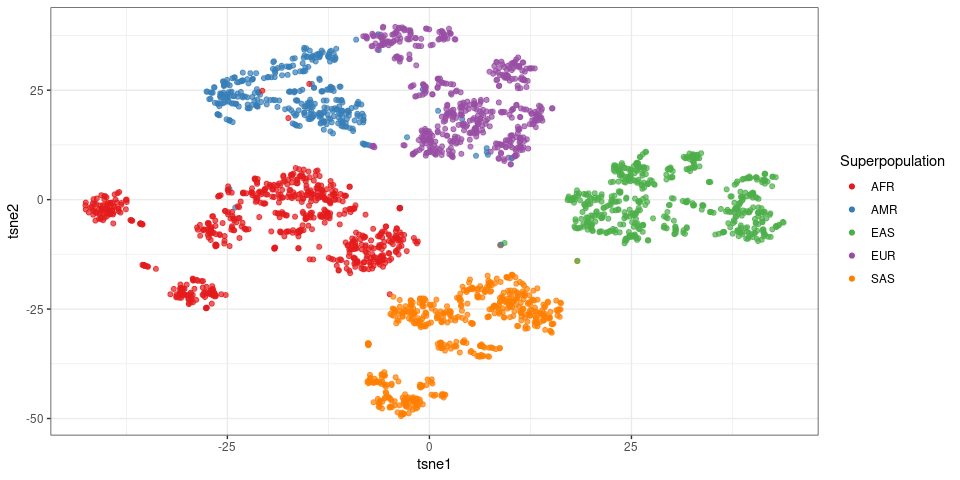 25
0
-25
-50
tsne2
-25
0
25
tsne1
Superpopulation
AFR
AMR
EAS
EUR
SAS